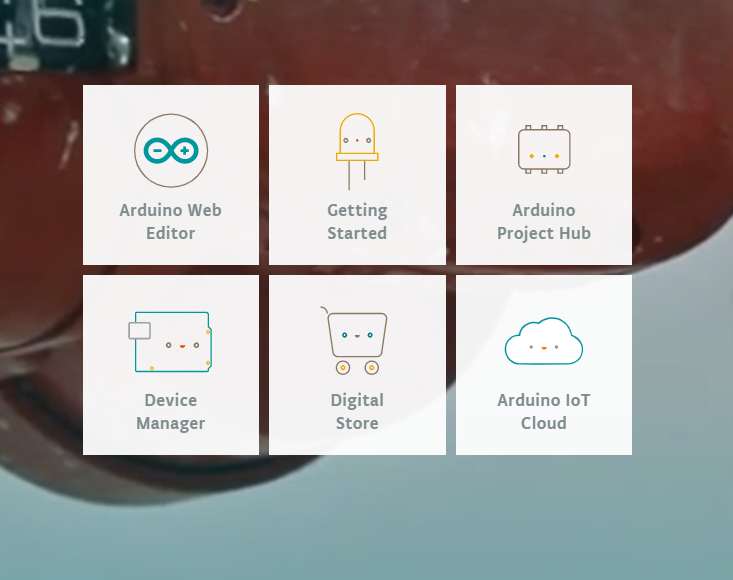 Arduino Web
Editor
Getting
Started
Arduino
Project Hub
Device
Manager
Digital
Store
Arduino IoT
Cloud